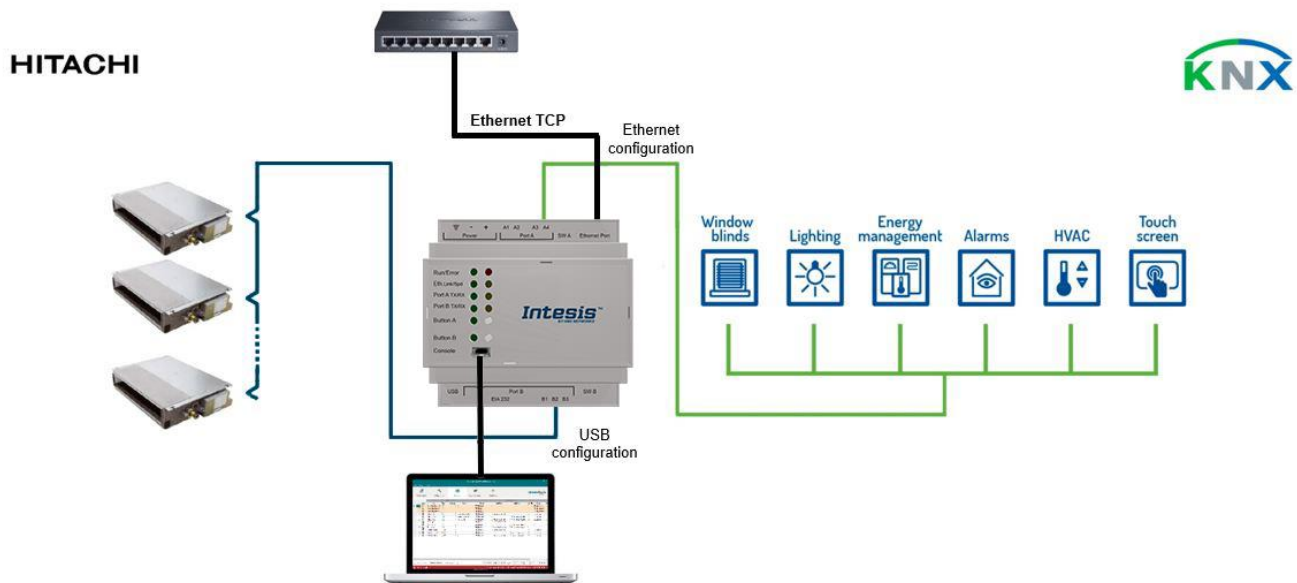 HITACHI
KNX
Ethernet TCP
Ethernet
configuration
Window
blinds
Lighting
Energy
management
Alarms
HVAC
Touch
screen
- +
A1 A2 A3 A4
Power
Port A
SW A
Ethernet Port
Run/Error
Eth Link/Spd
Port A TX/RX
Port B TX/RX
Button A
Button B
Console
Intesis™
USB
Port B
SW B
EIA 232
B1 B2 B3
USB
configuration